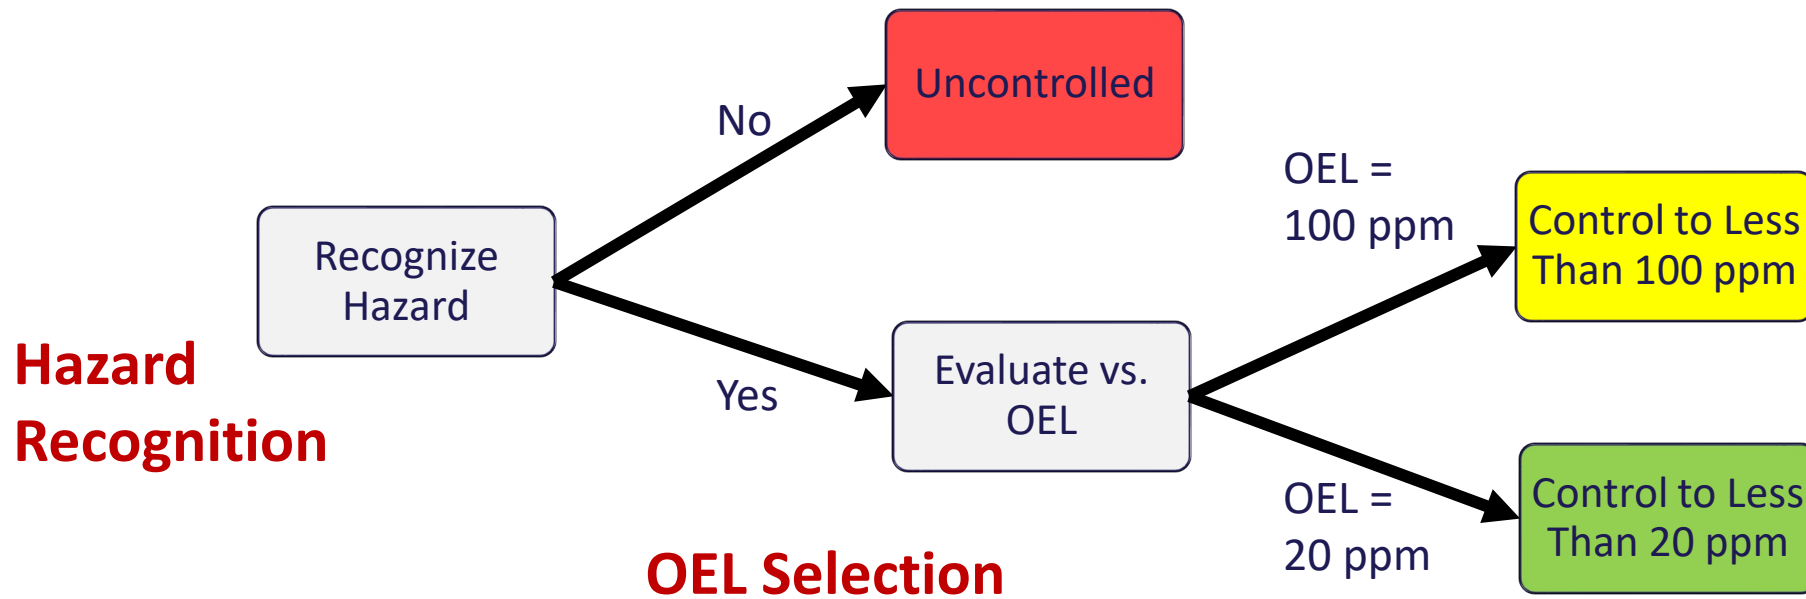 Uncontrolled
No
OEL =
100 ppm
Control to Less
Than 100 ppm
Recognize
Hazard
Hazard
Recognition
Yes
Evaluate vs.
OEL
OEL =
20 ppm
Control to Less
Than 20 ppm
OEL Selection